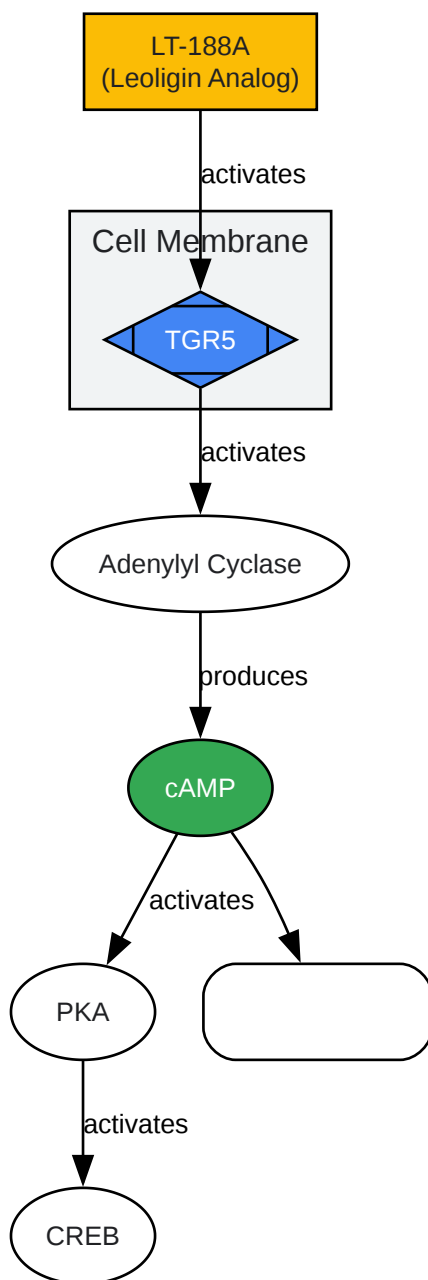 LT-188A
(Leoligin Analog)
activates
Cell Membrane
TGR5
activates
Adenylyl Cyclase
produces
cAMP
activates
PKA
activates
CREB